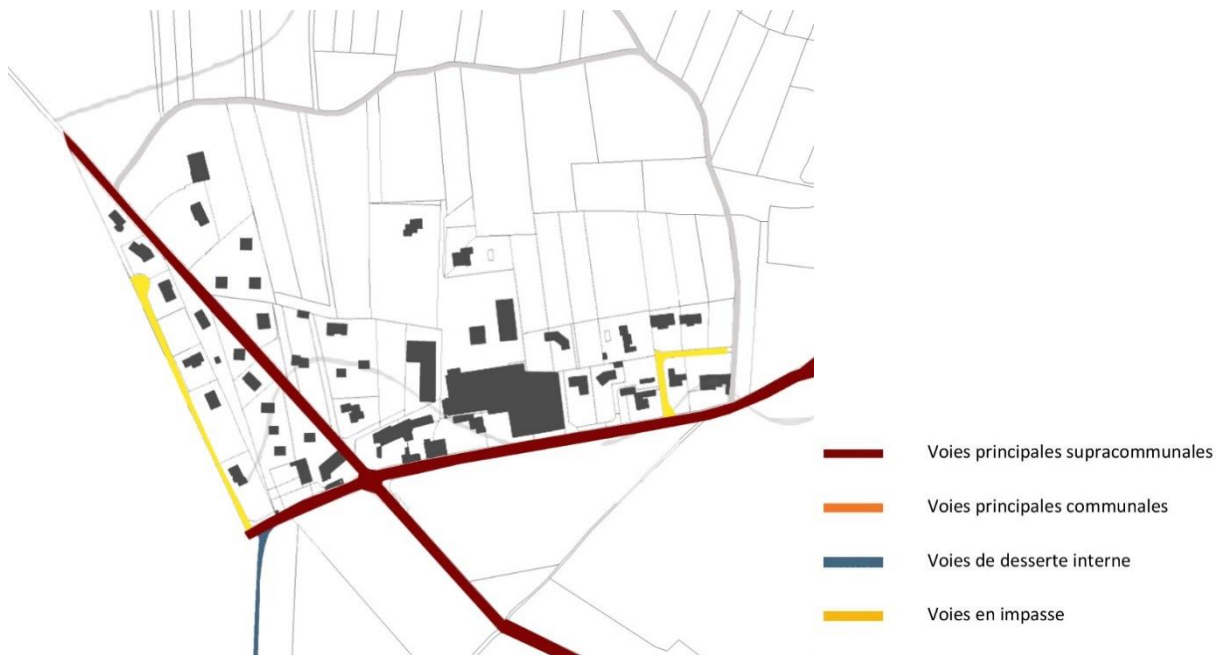 Voies principales supracommunales
Voies principales communales
Voies de desserte interne
Voies en impasse